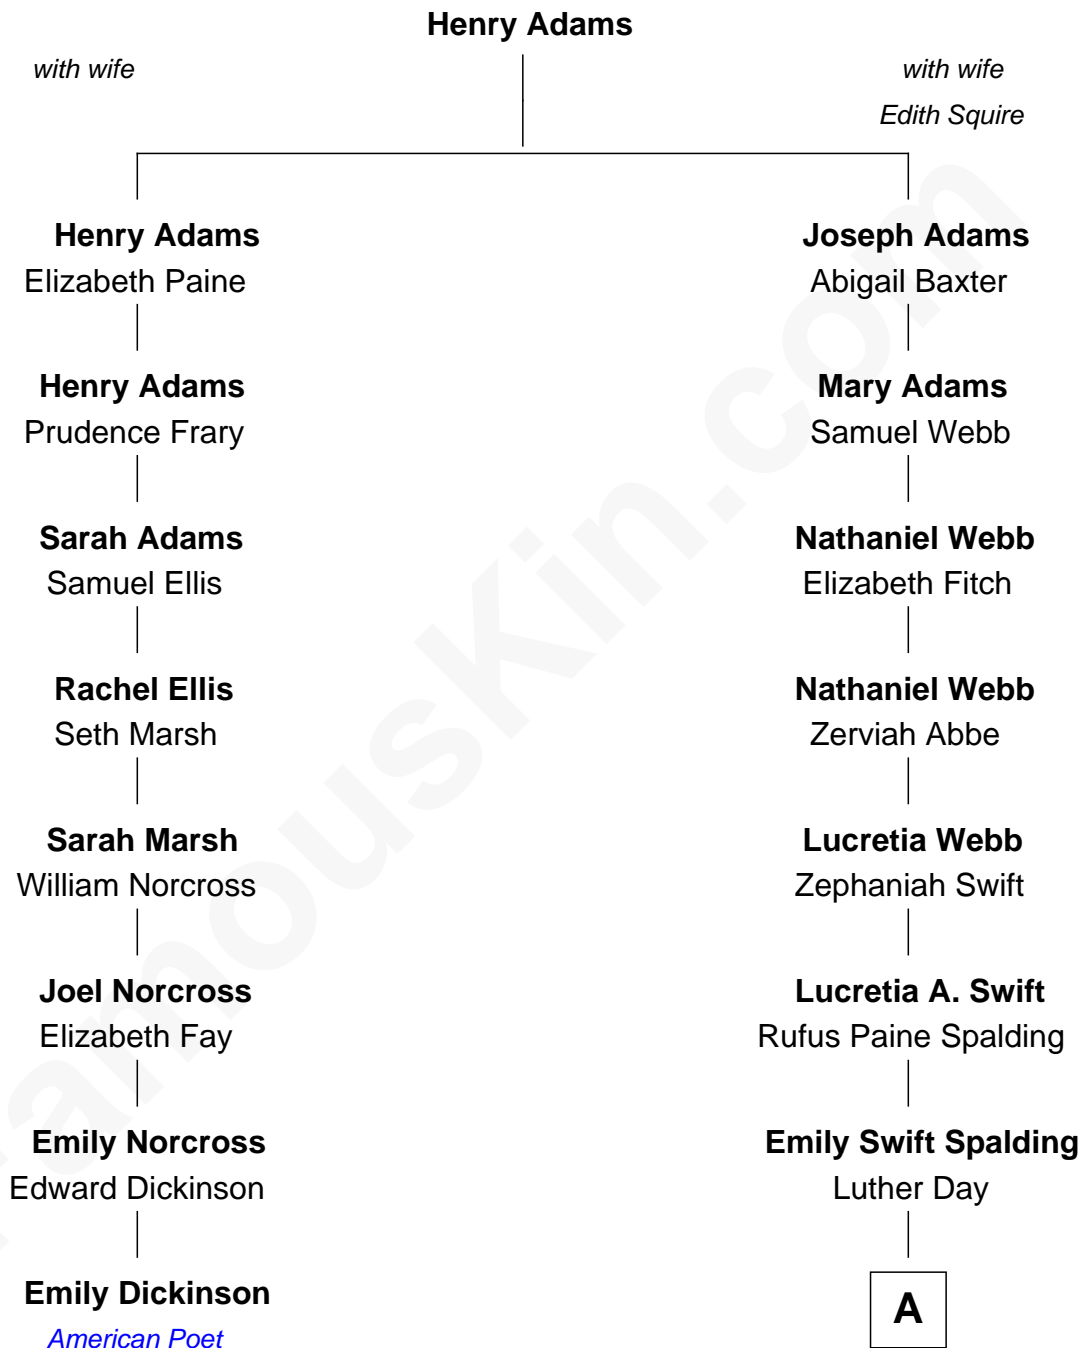 Henry Adams
with wife
with wife
Edith Squire
Henry Adams
Joseph Adams
Elizabeth Paine
Abigail Baxter
Henry Adams
Mary Adams
Prudence Frary
Samuel Webb
Sarah Adams
Nathaniel Webb
Samuel Ellis
Elizabeth Fitch
Rachel Ellis
Nathaniel Webb
Seth Marsh
Zerviah Abbe
Sarah Marsh
Lucretia Webb
William Norcross
Zephaniah Swift
Joel Norcross
Lucretia A. Swift
Elizabeth Fay
Rufus Paine Spalding
Emily Norcross
Emily Swift Spalding
Edward Dickinson
Luther Day
Emily Dickinson
A
American Poet
FamousKin.com